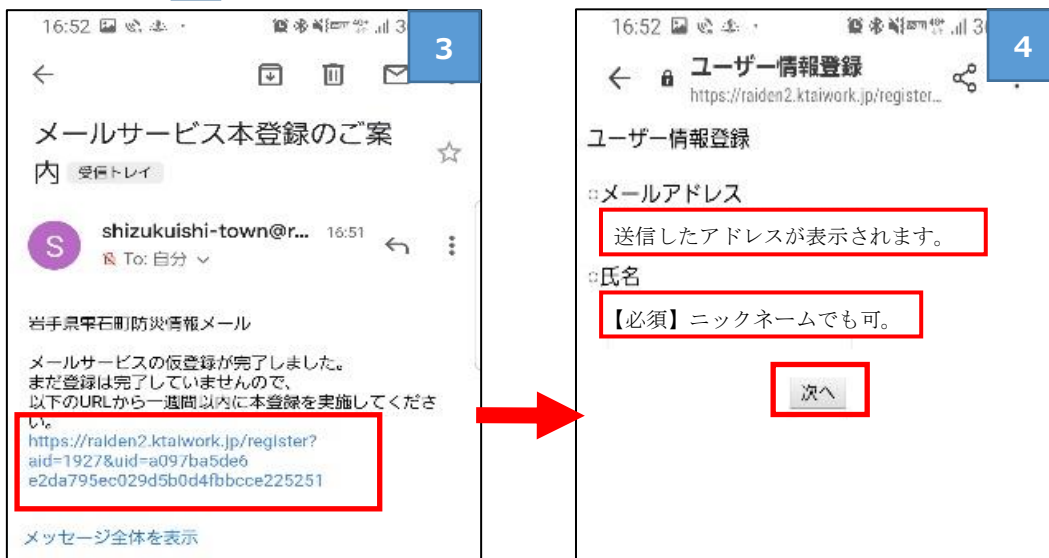 16:52
3
メールサービス本登録のご案
内 受信トレイ
S
shizukuishi-town@r... 16:51
To: 自分
岩手県雫石町防災情報メール
メールサービスの仮登録が完了しました。
まだ登録は完了していませんので、
以下のURLから一週間以内に本登録を実施してくださ
い。
https://raiden2.ktaiwork.jp/register?
aid=1927&uid=a097ba5de6
e2da795ec029d5b0d4fbbcce225251
メッセージ全体を表示
16:52
4
ユーザー情報登録
https://raiden2.ktaiwork.jp/register...
ユーザー情報登録
□メールアドレス
送信したアドレスが表示されます。
□氏名
【必須】ニックネームでも可。
次へ